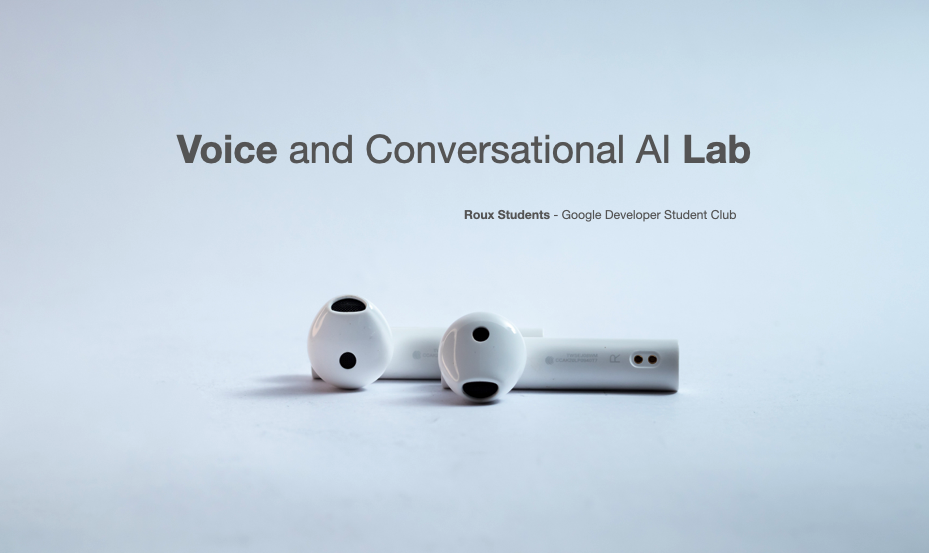 Voice and Conversational AI Lab
Roux Students - Google Developer Student Club
R